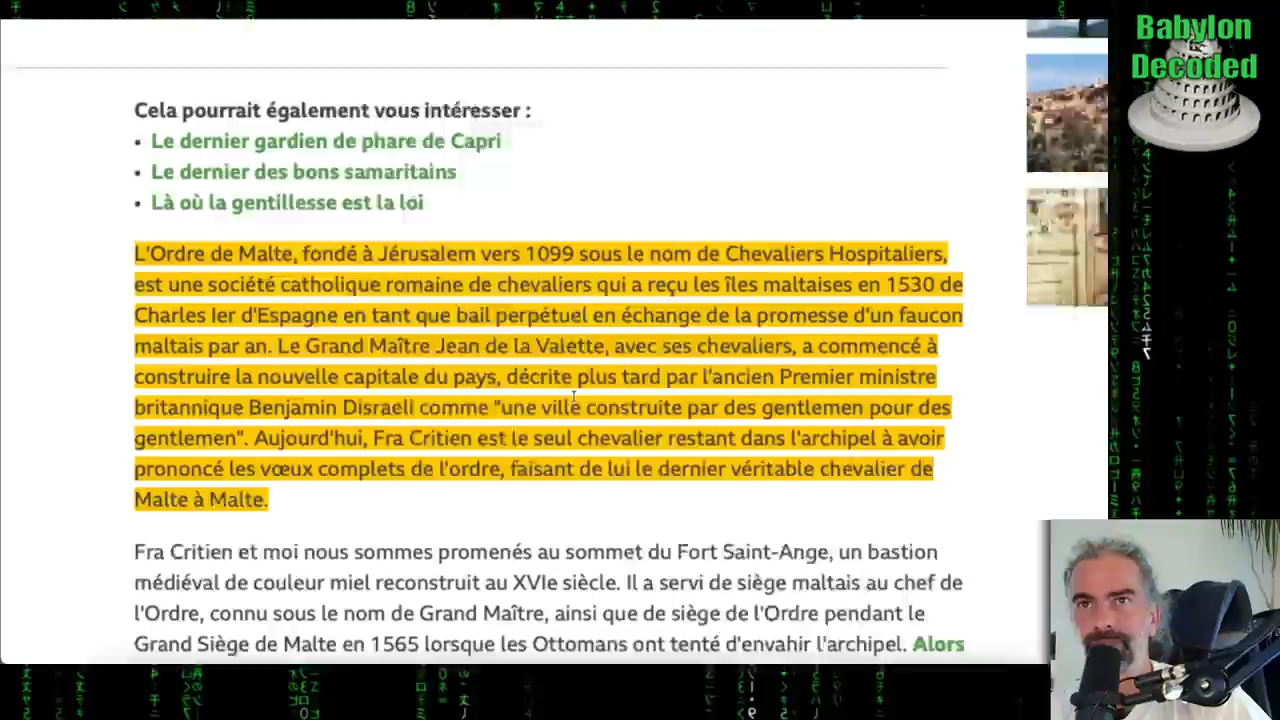 Babylon
Decoded
Cela pourrait également vous intéresser :
• Le dernier gardien de phare de Capri
• Le dernier des bons samaritains
• Là où la gentillesse est la loi
L'Ordre de Malte, fondé à Jérusalem vers 1099 sous le nom de Chevaliers Hospitaliers,
est une société catholique romaine de chevaliers qui a reçu les îles maltaises en 1530 de
Charles Ier d'Espagne en tant que bail perpétuel en échange de la promesse d'un faucon
maltais par an. Le Grand Maître Jean de la Valette, avec ses chevaliers, a commencé à
construire la nouvelle capitale du pays, décrite plus tard par l'ancien Premier ministre
britannique Benjamin Disraeli comme "une ville construite par des gentlemen pour des
gentlemen". Aujourd'hui, Fra Critien est le seul chevalier restant dans l'archipel à avoir
prononcé les vœux complets de l'ordre, faisant de lui le dernier véritable chevalier de
Malte à Malte.
Fra Critien et moi nous sommes promenés au sommet du Fort Saint-Ange, un bastion
médiéval de couleur miel reconstruit au XVIe siècle. Il a servi de siège maltais au chef de
l'Ordre, connu sous le nom de Grand Maître, ainsi que de siège de l'Ordre pendant le
Grand Siège de Malte en 1565 lorsque les Ottomans ont tenté d'envahir l'archipel. Alors